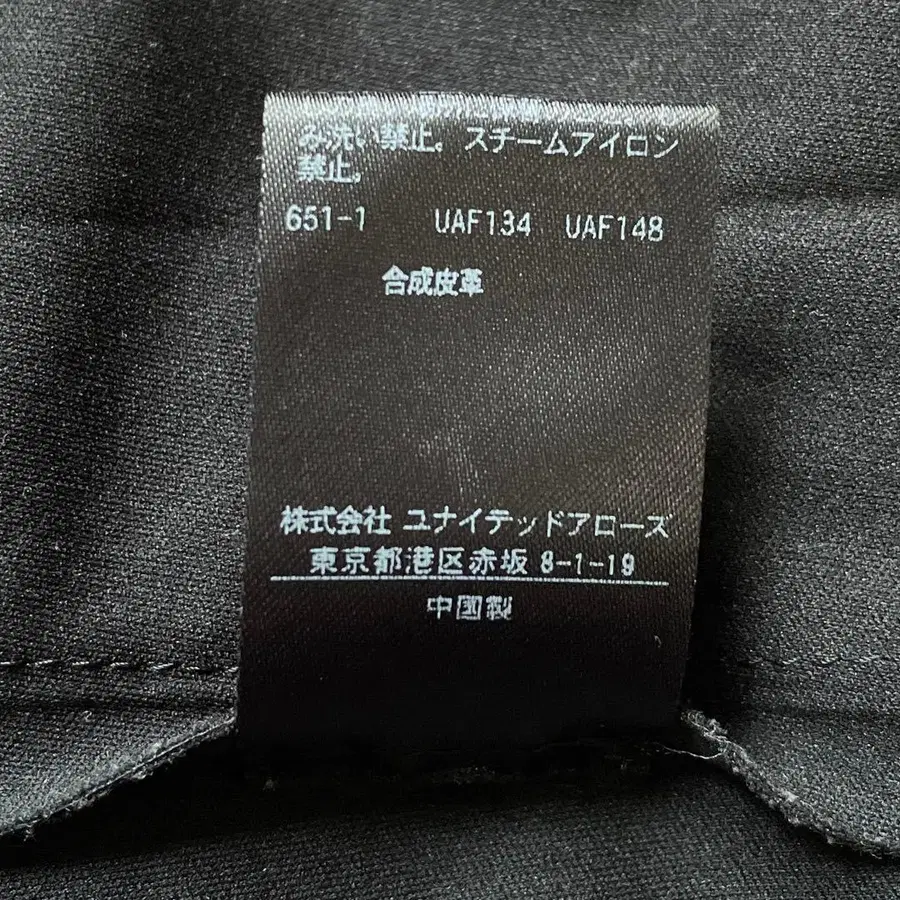 み洗い禁止。スチームアイロン
禁止。
651-1 UAF134 UAF148
合成皮革
株式会社 ユナイテッドアローズ
東京都港区赤坂 8-1-19
中國製